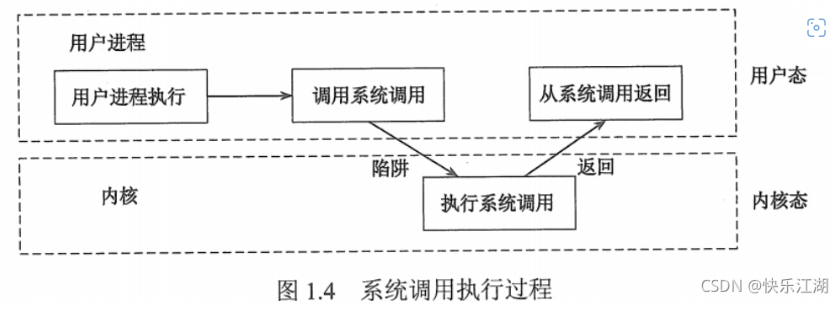 用户进程
用户进程执行
调用系统调用
从系统调用返回
用户态
陷阱
返回
内核
执行系统调用
内核态
图 1.4 系统调用执行过程
CSDN @快乐江湖